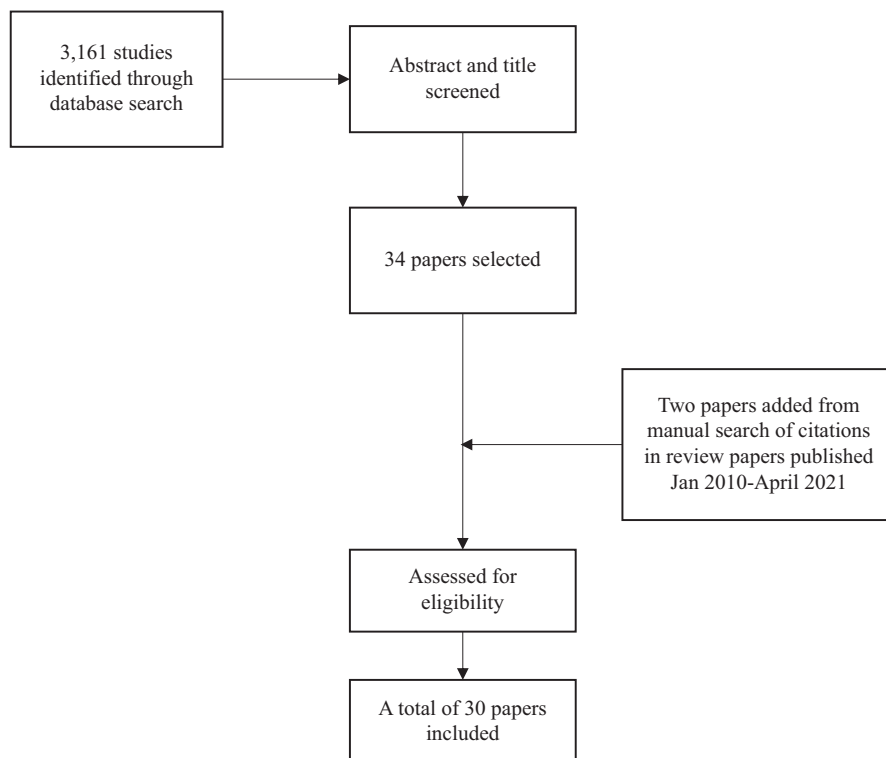 3,161 studies
identified through
database search
Abstract and title
screened
34 papers selected
Two papers added from
manual search of citations
in review papers published
Jan 2010-April 2021
Assessed for
eligibility
A total of 30 papers
included